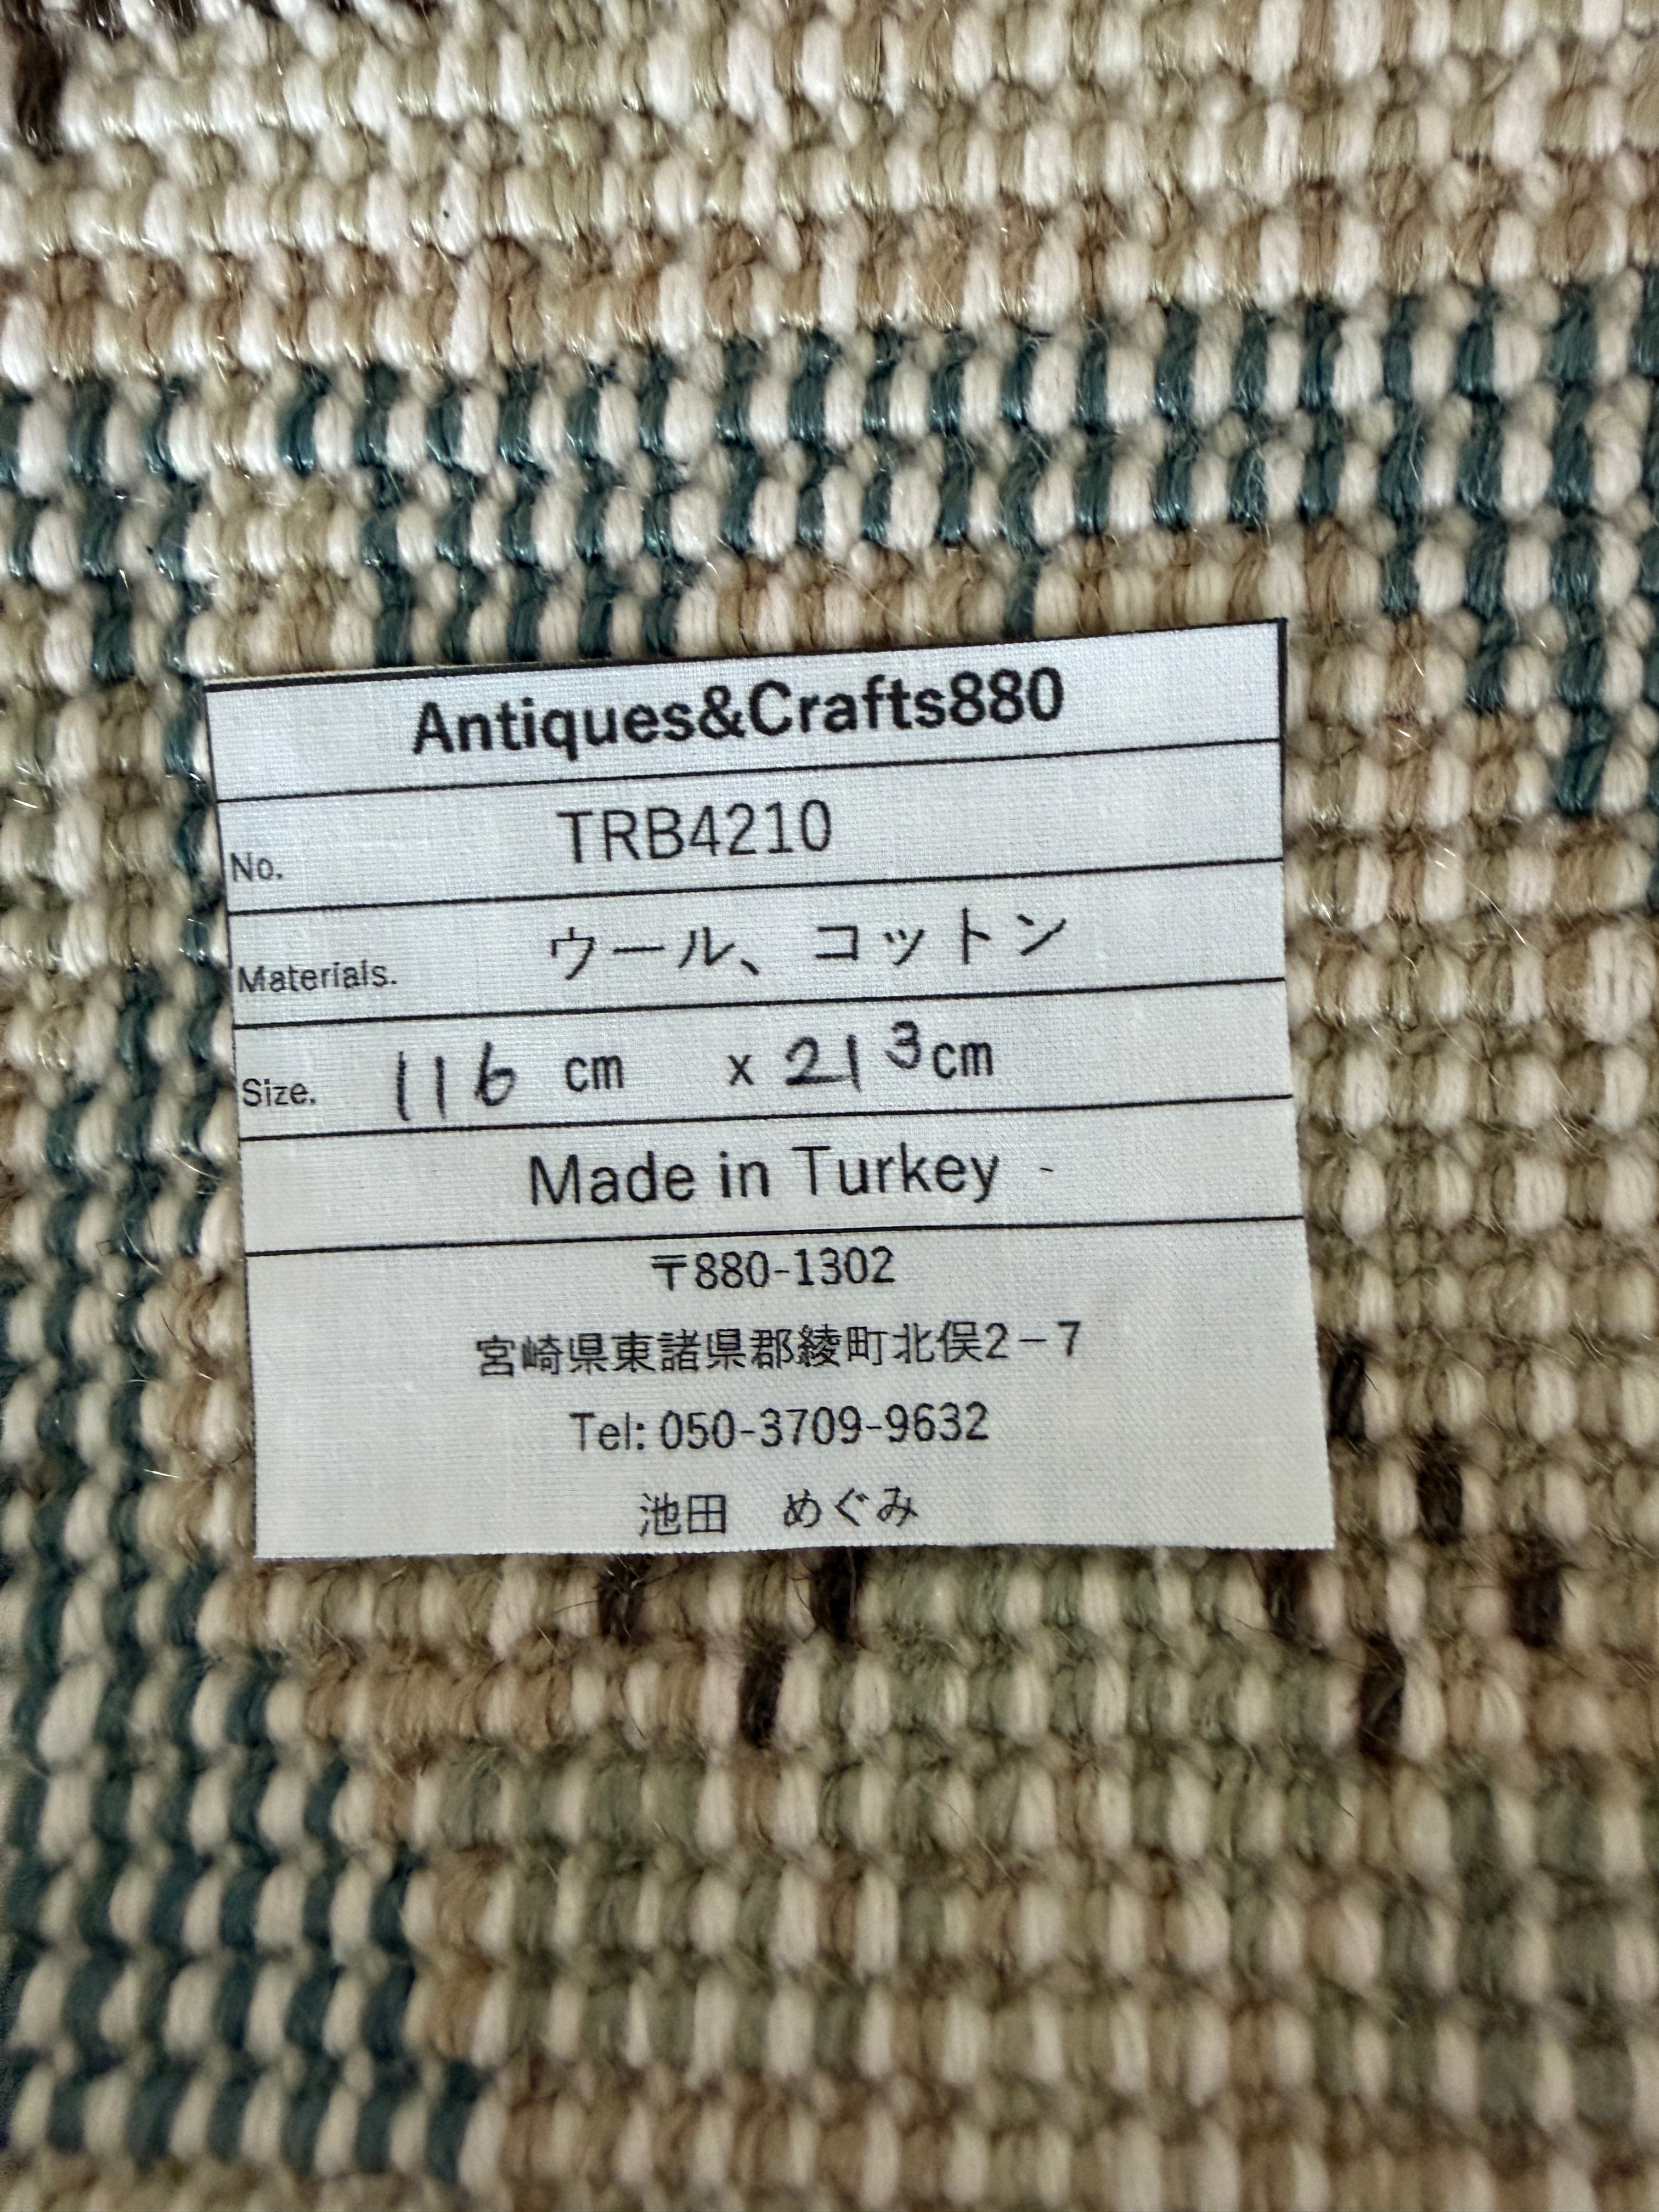 Antiques&Crafts880
No. TRB4210
Materials. ウール、コットン
Size. 116 cm x 213cm
Made in Turkey
〒880-1302
宮崎県東諸県郡綾町北俣2－7
Tel: 050-3709-9632
池田　めぐみ